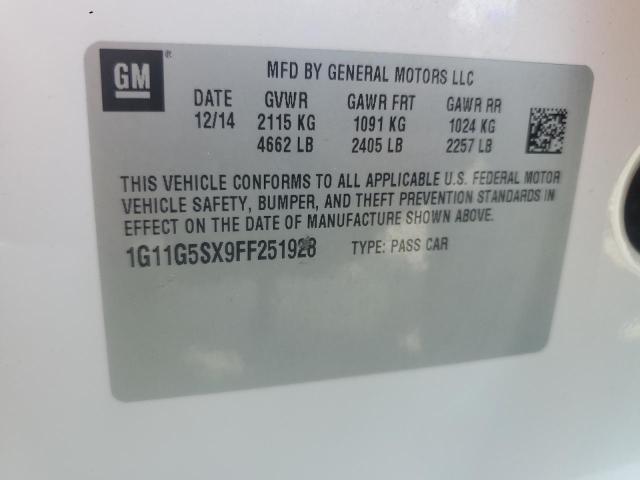 GM®
MFD BY GENERAL MOTORS LLC
DATE GVWR GAWR FRT GAWR RR
12/14 2115 KG 1091 KG 1024 KG
4662 LB 2405 LB 2257 LB
THIS VEHICLE CONFORMS TO ALL APPLICABLE U.S. FEDERAL MOTOR
VEHICLE SAFETY, BUMPER, AND THEFT PREVENTION STANDARDS IN
EFFECT ON THE DATE OF MANUFACTURE SHOWN ABOVE.
1G11G5SX9FF251928 TYPE: PASS CAR